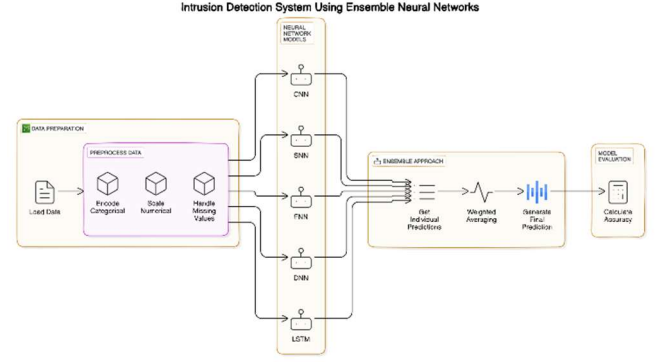 Intrusion Detection System Using Ensemble Neural Networks
NEURAL
NETWORK
MODELS
CNN
SNN
FNN
DNN
LSTM
DATA PREPARATION
PREPROCESS DATA
Load Data
Encode
Categorical
Scale
Numerical
Handle
Missing
Values
ENSEMBLE APPROACH
Get
Individual
Predictions
Weighted
Averaging
Generate
Final
Prediction
MODEL
EVALUATION
Calculate
Accuracy